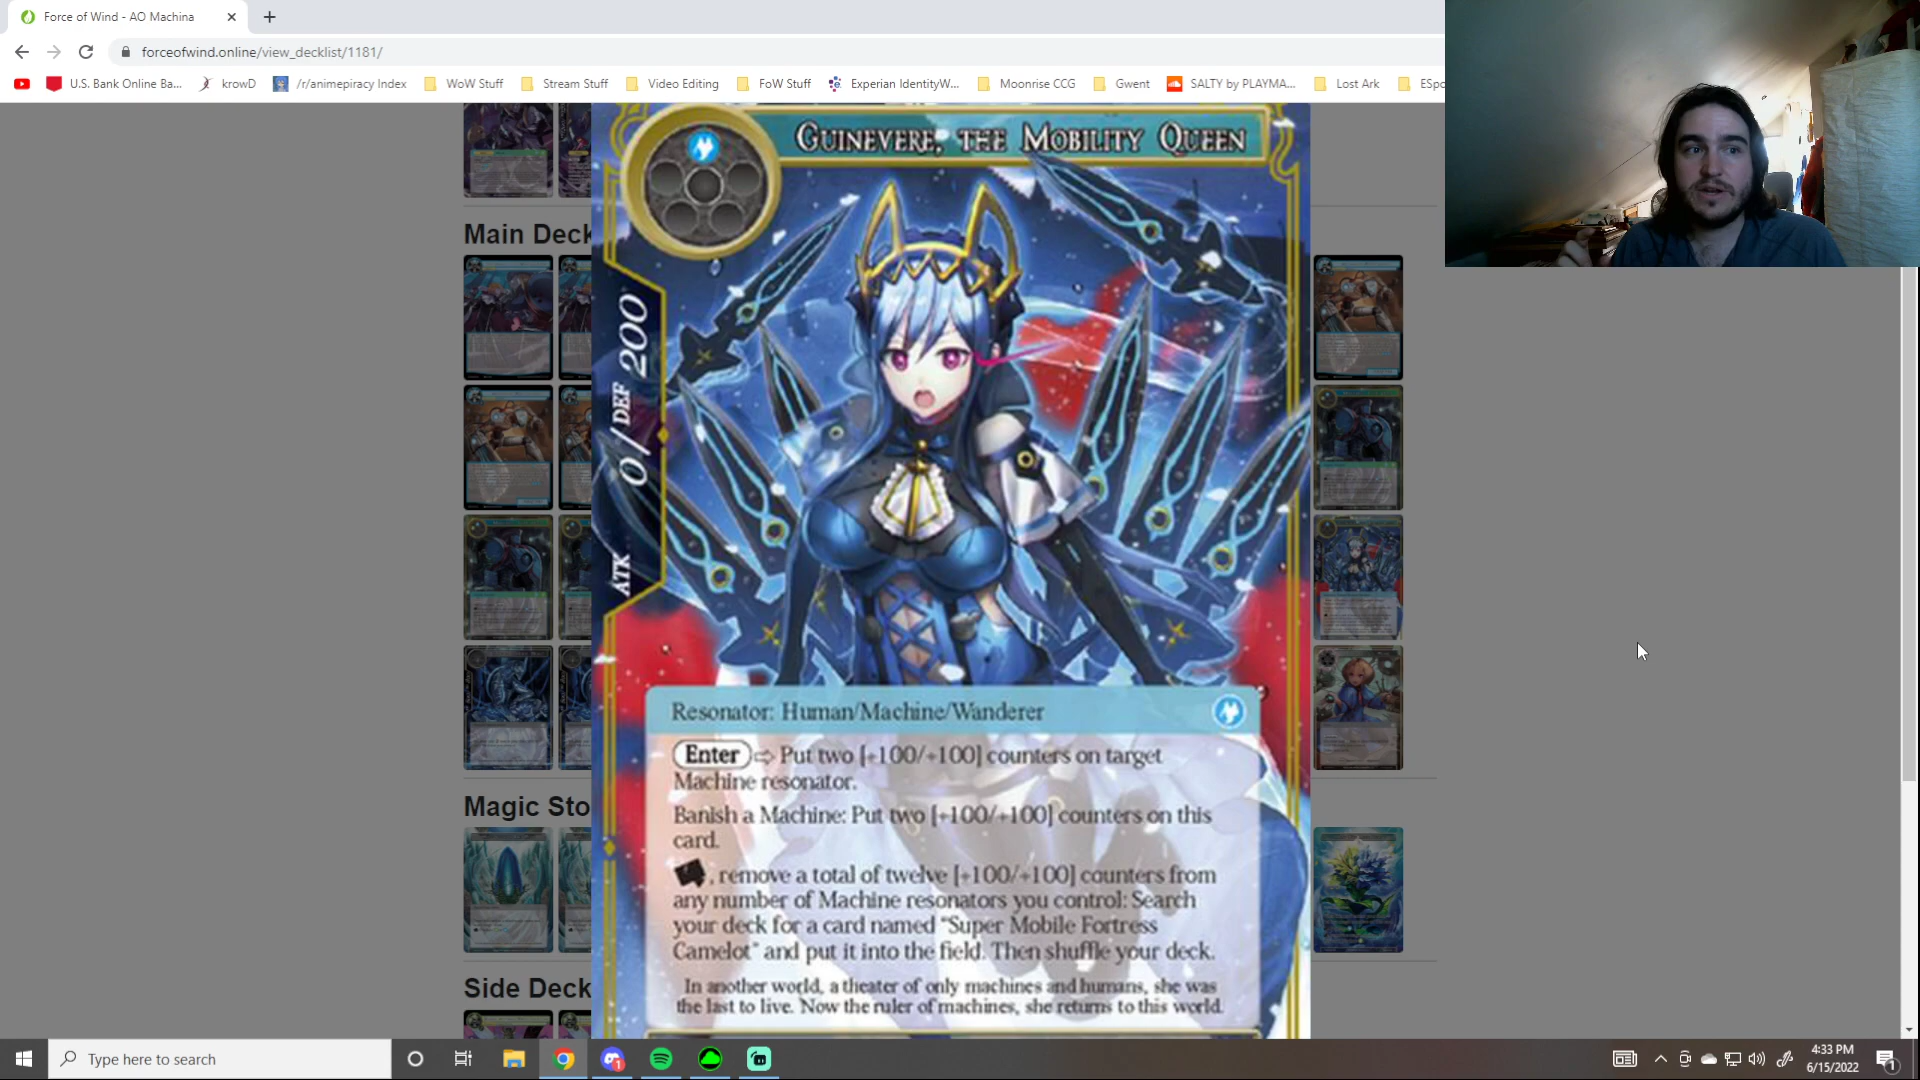 Force of Wind - AO Machina
forceofwind.online/view_decklist/1181/
U.S. Bank Online Ba... krowD /r/animepiracy Index WoW Stuff Stream Stuff Video Editing FoW Stuff Experian IdentityW... Moonrise CCG Gwent SALTY by PLAYMA... Lost Ark ESpo
Main Deck
Magic Sto
Side Deck
Guinevere, the Mobility Queen
ATK 0/DEF 200
Resonator: Human/Machine/Wanderer
Enter ⇨ Put two [+100/+100] counters on target
Machine resonator.
Banish a Machine: Put two [+100/+100] counters on this
card.
, remove a total of twelve [+100/+100] counters from
any number of Machine resonators you control: Search
your deck for a card named "Super Mobile Fortress
Camelot" and put it into the field. Then shuffle your deck.
In another world, a theater of only machines and humans, she was
the last to live. Now the ruler of machines, she returns to this world.
Type here to search
1
4:33 PM
6/15/2022
1